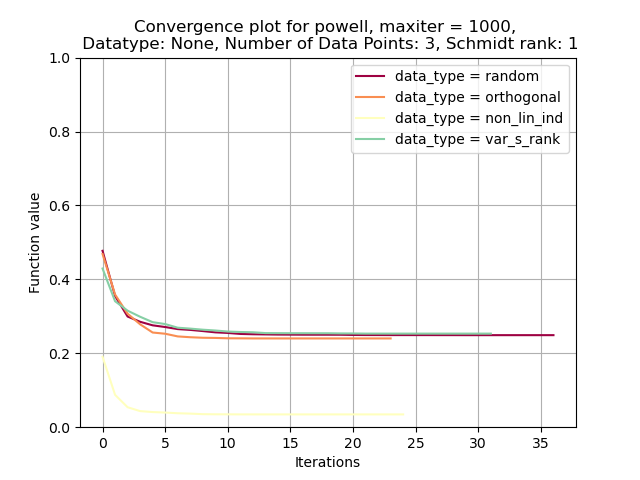 Convergence plot for powell, maxiter = 1000,
Datatype: None, Number of Data Points: 3, Schmidt rank: 1
1.0
0.8
0.6
0.4
0.2
0.0
Function value
data_type = random
data_type = orthogonal
data_type = non_lin_ind
data_type = var_s_rank
0 5 10 15 20 25 30 35
Iterations